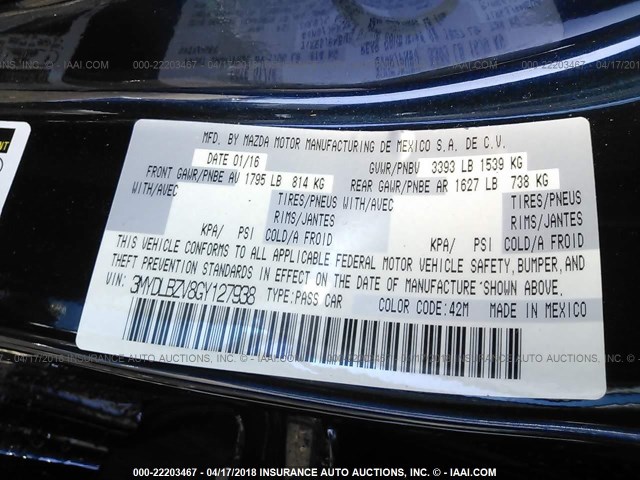 000-22203467 - 04/17/2018 INSURANCE AUTO AUCTIONS, INC. - © IAAI.COM
MFD. BY MAZDA MOTOR MANUFACTURING DE MEXICO S.A. DE C.V.
DATE 01/16 GVWR/PNBV 3393 LB 1539 KG
FRONT GAWR/PNBE AV 1795 LB 814 KG REAR GAWR/PNBE AR 1627 LB 738 KG
WITH/AVEC TIRES/PNEUS WITH/AVEC TIRES/PNEUS
RIMS/JANTES RIMS/JANTES
KPA/ PSI COLD/A FROID KPA/ PSI COLD/A FROID
THIS VEHICLE CONFORMS TO ALL APPLICABLE FEDERAL MOTOR VEHICLE SAFETY, BUMPER, AND
THEFT PREVENTION STANDARDS IN EFFECT ON THE DATE OF MANUFACTURE SHOWN ABOVE.
VIN: 3MYDLBZV8GY127938 TYPE:PASS CAR COLOR CODE:42M MADE IN MEXICO
000-22203467 - 04/17/2018 INSURANCE AUTO AUCTIONS, INC. - © IAAI.COM